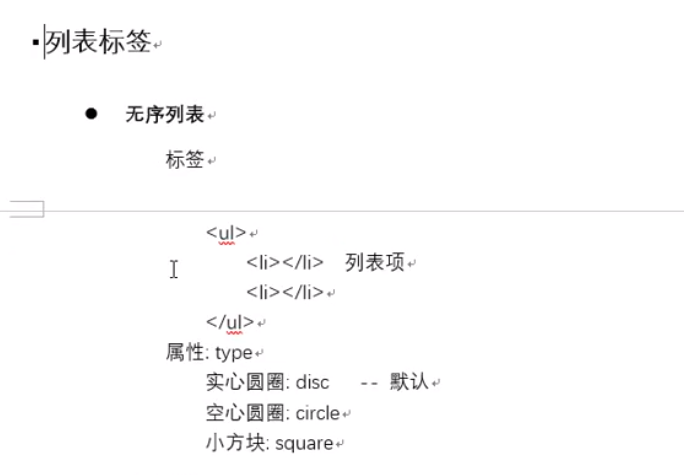 列表标签
● 无序列表
标签
<ul>
<li></li> 列表项
<li></li>
</ul>
属性: type
实心圆圈: disc -- 默认
空心圆圈: circle
小方块: square